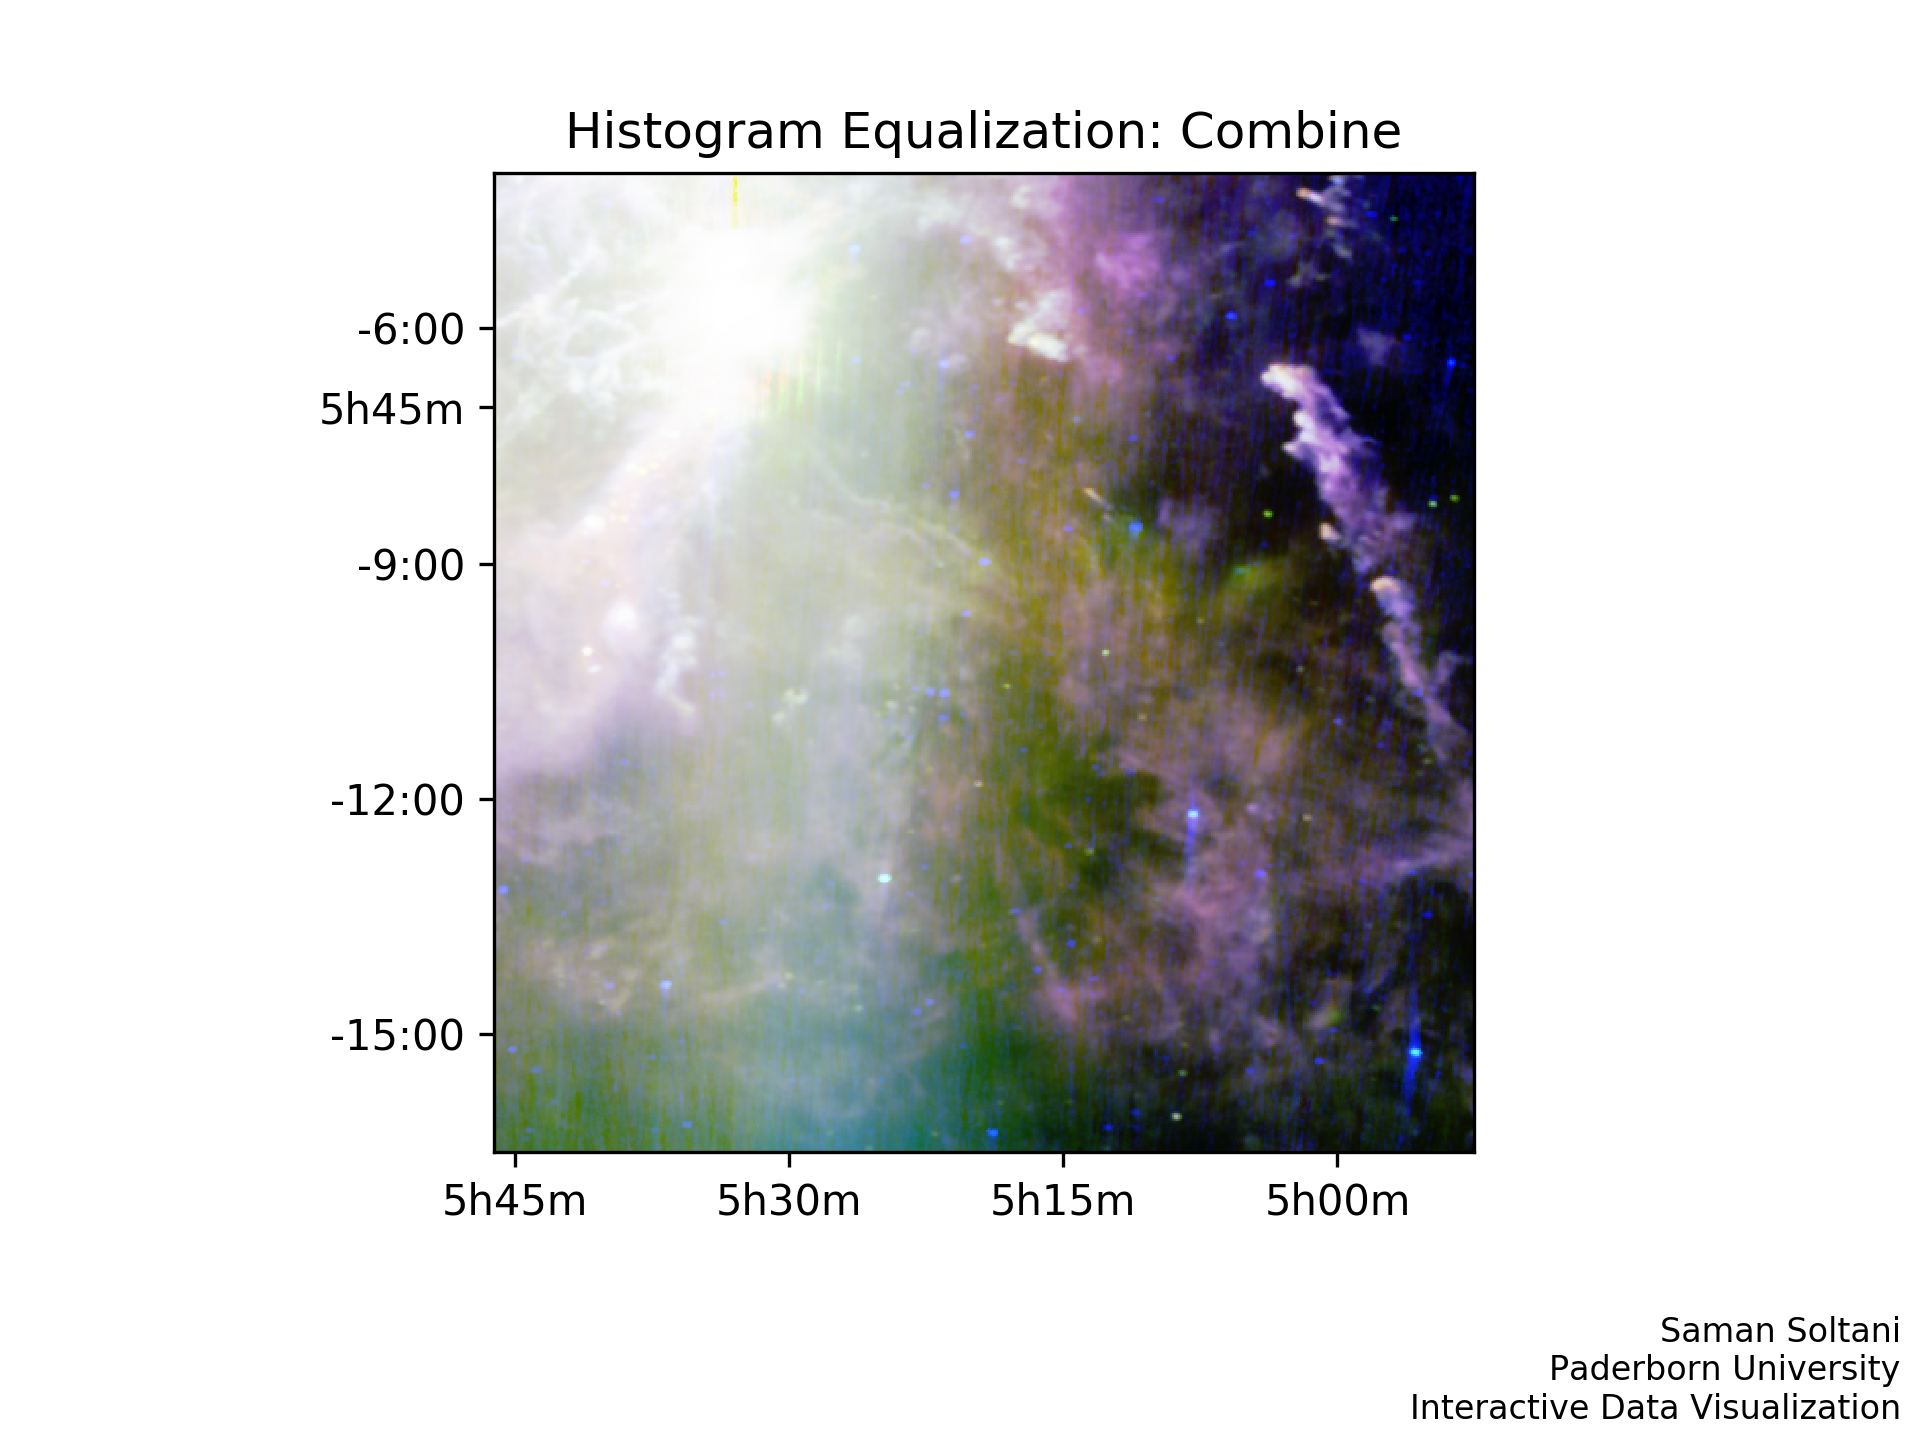 Histogram Equalization: Combine
-6:00
5h45m
-9:00
-12:00
-15:00
5h45m
5h30m
5h15m
5h00m
Saman Soltani
Paderborn University
Interactive Data Visualization